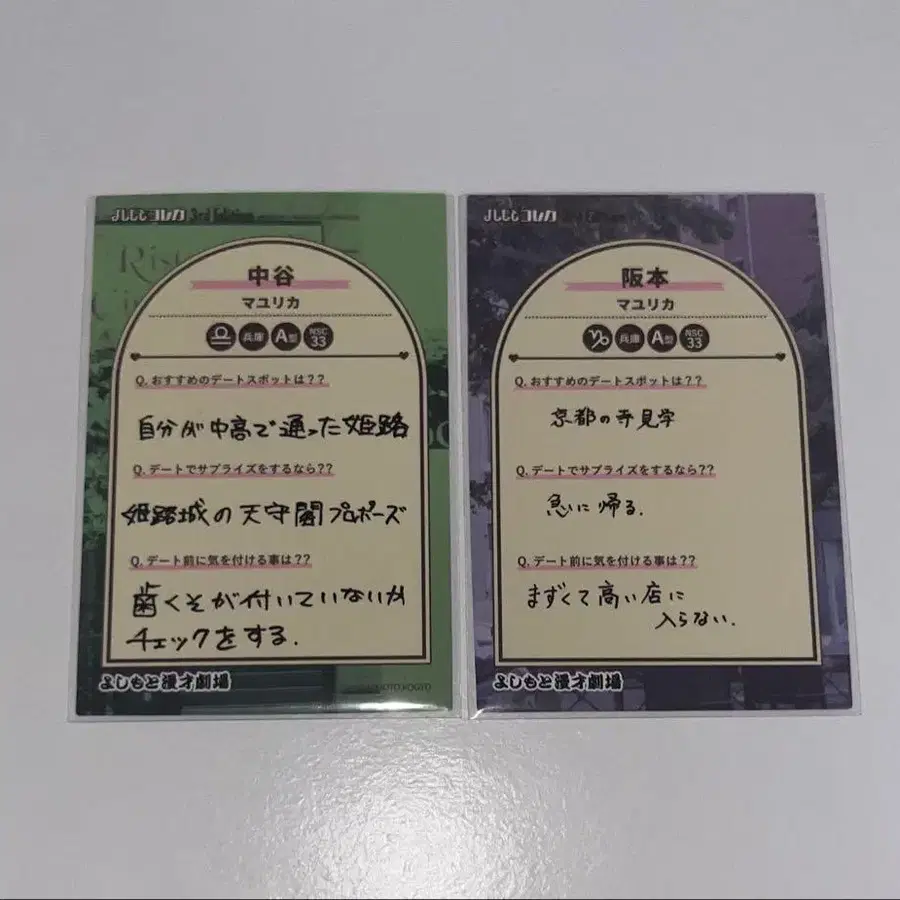 よしもとコレカ 3rd Edition
中谷
マユリカ
兵庫 A型 NSC 33
Q. おすすめのデートスポットは??
自分が中高で通った姫路
Q. デートでサプライズをするなら??
姫路城の天守閣プロポーズ
Q. デート前に気を付ける事は??
歯くそが付いていないか
チェックをする.
よしもと漫才劇場
よしもとコレカ
阪本
マユリカ
兵庫 A型 NSC 33
Q. おすすめのデートスポットは??
京都の寺見学
Q. デートでサプライズをするなら??
急に帰る.
Q. デート前に気を付ける事は??
まずくて高い店に
入らない.
よしもと漫才劇場